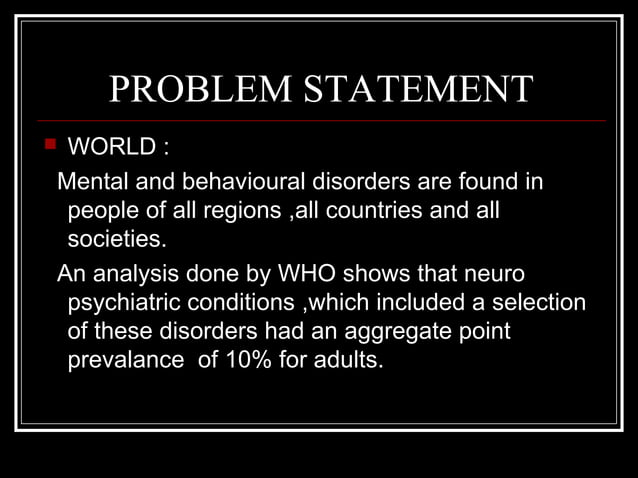 PROBLEM STATEMENT
WORLD :
Mental and behavioural disorders are found in
people of all regions ,all countries and all
societies.
An analysis done by WHO shows that neuro
psychiatric conditions ,which included a selection
of these disorders had an aggregate point
prevalance  of 10% for adults.